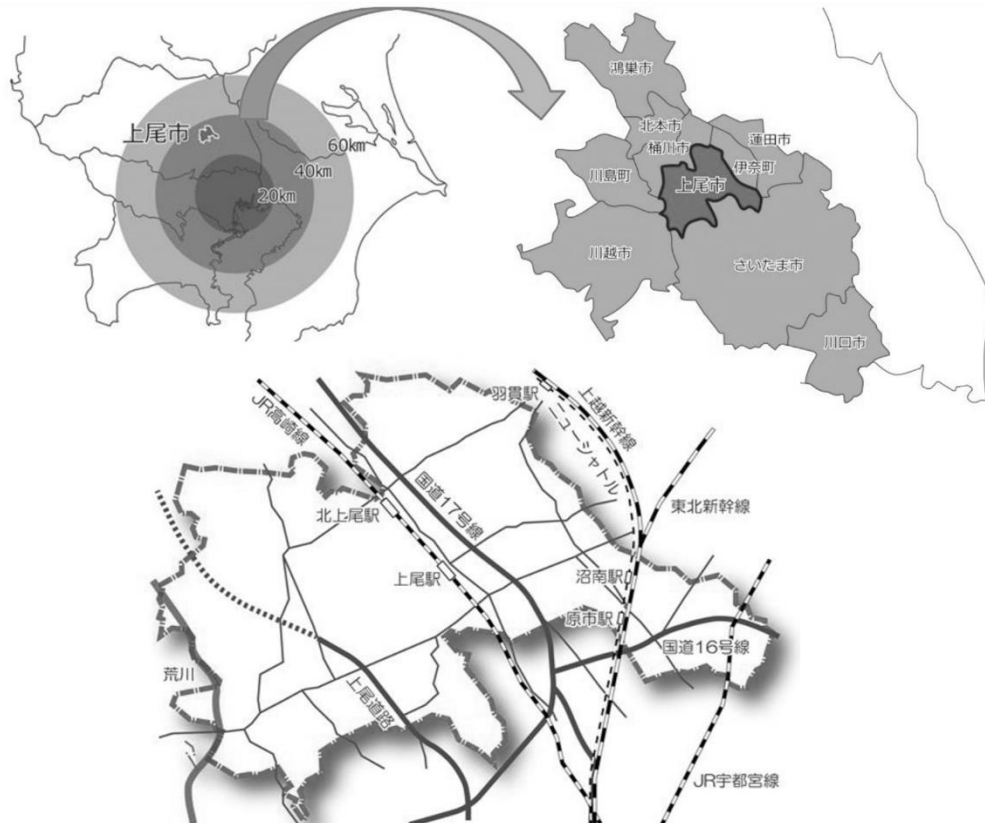 上尾市
60km
40km
20km
鴻巣市
北本市
蓮田市
桶川市
伊奈町
川島町
上尾市
川越市
さいたま市
川口市
羽貫駅
上越新幹線
JR高崎線
ニューシャトル
国道17号線
東北新幹線
北上尾駅
上尾駅
沼南駅
原市駅
国道16号線
荒川
上尾道路
JR宇都宮線